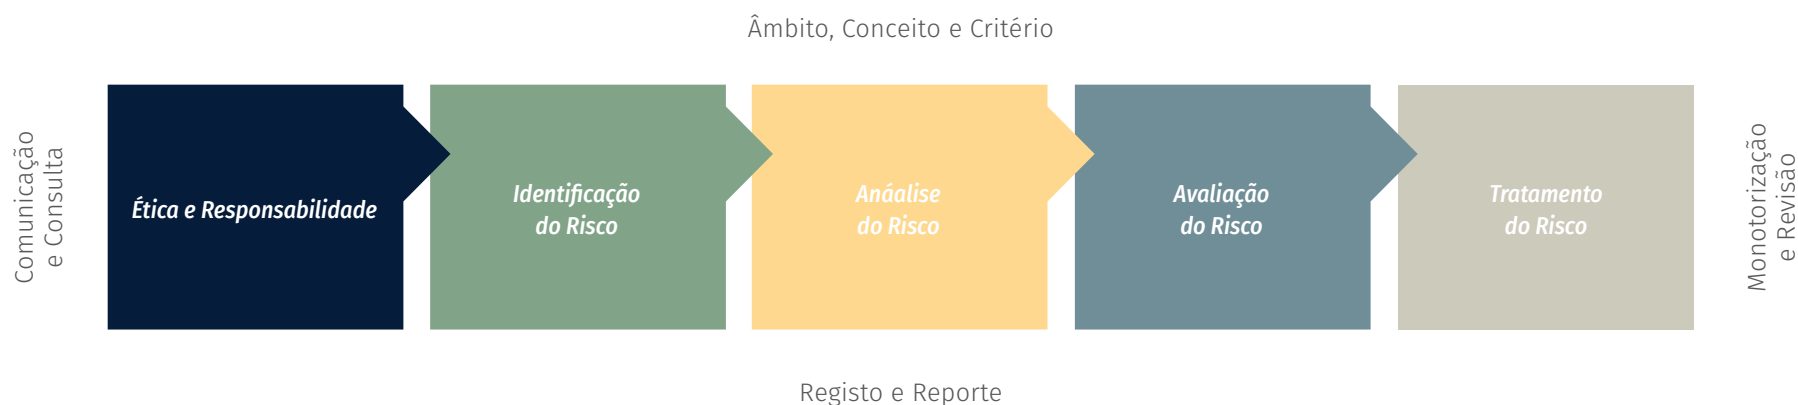 Âmbito, Conceito e Critério
Comunicação
e Consulta
Ética e Responsabilidade
Identificação
do Risco
Anáalise
do Risco
Avaliação
do Risco
Tratamento
do Risco
Monotorização
e Revisão
Registo e Reporte